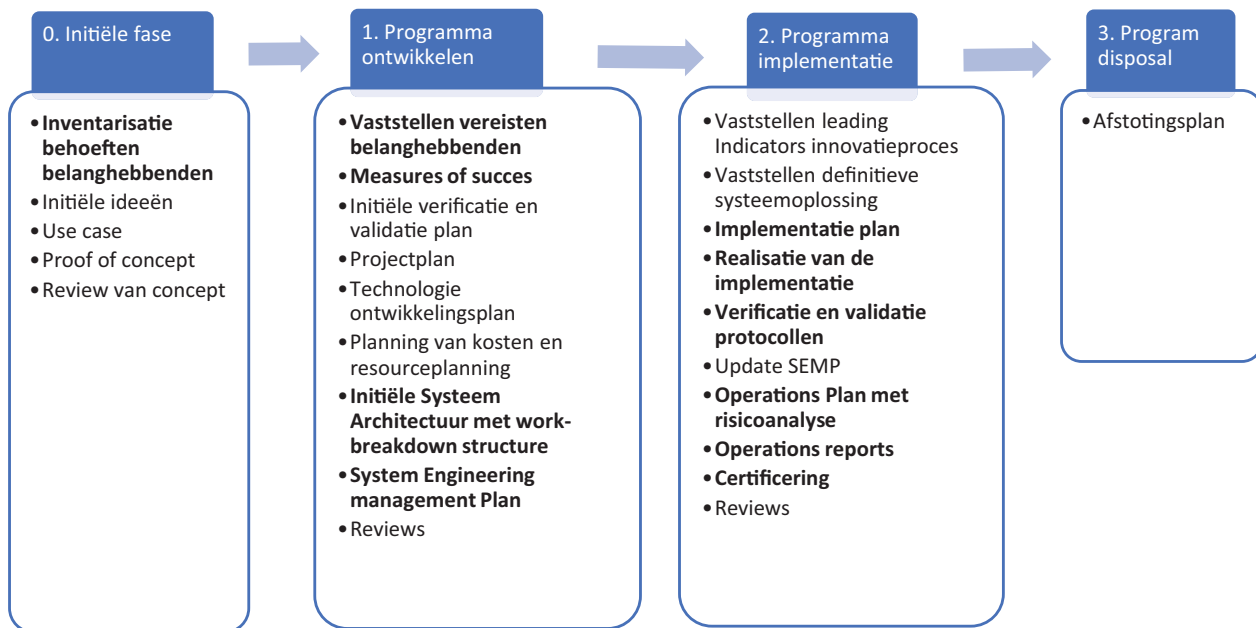 0. Initiële fase
• Inventarisatie
behoeften
belanghebbenden
• Initiële ideeën
• Use case
• Proof of concept
• Review van concept
1. Programma
ontwikkelen
• Vaststellen vereisten
belanghebbenden
• Measures of succes
• Initiële verificatie en
validatie plan
• Projectplan
• Technologie
ontwikkelingsplan
• Planning van kosten en
resourceplanning
• Initiële Systeem
Architectuur met work-
breakdown structure
• System Engineering
management Plan
• Reviews
2. Programma
implementatie
• Vaststellen leading
Indicators innovatieproces
• Vaststellen definitieve
systeemoplossing
• Implementatie plan
• Realisatie van de
implementatie
• Verificatie en validatie
protocollen
• Update SEMP
• Operations Plan met
risicoanalyse
• Operations reports
• Certificering
• Reviews
3. Program
disposal
• Afstotingsplan